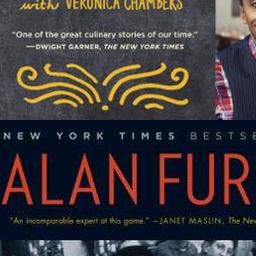 with VERONICA CHAMBERS
"One of the great culinary stories of our time."
—DWIGHT GARNER, THE NEW YORK TIMES
NEW YORK TIMES BESTSE
ALAN FUR
"An incomparable expert at this game." —JANET MASLIN, The New